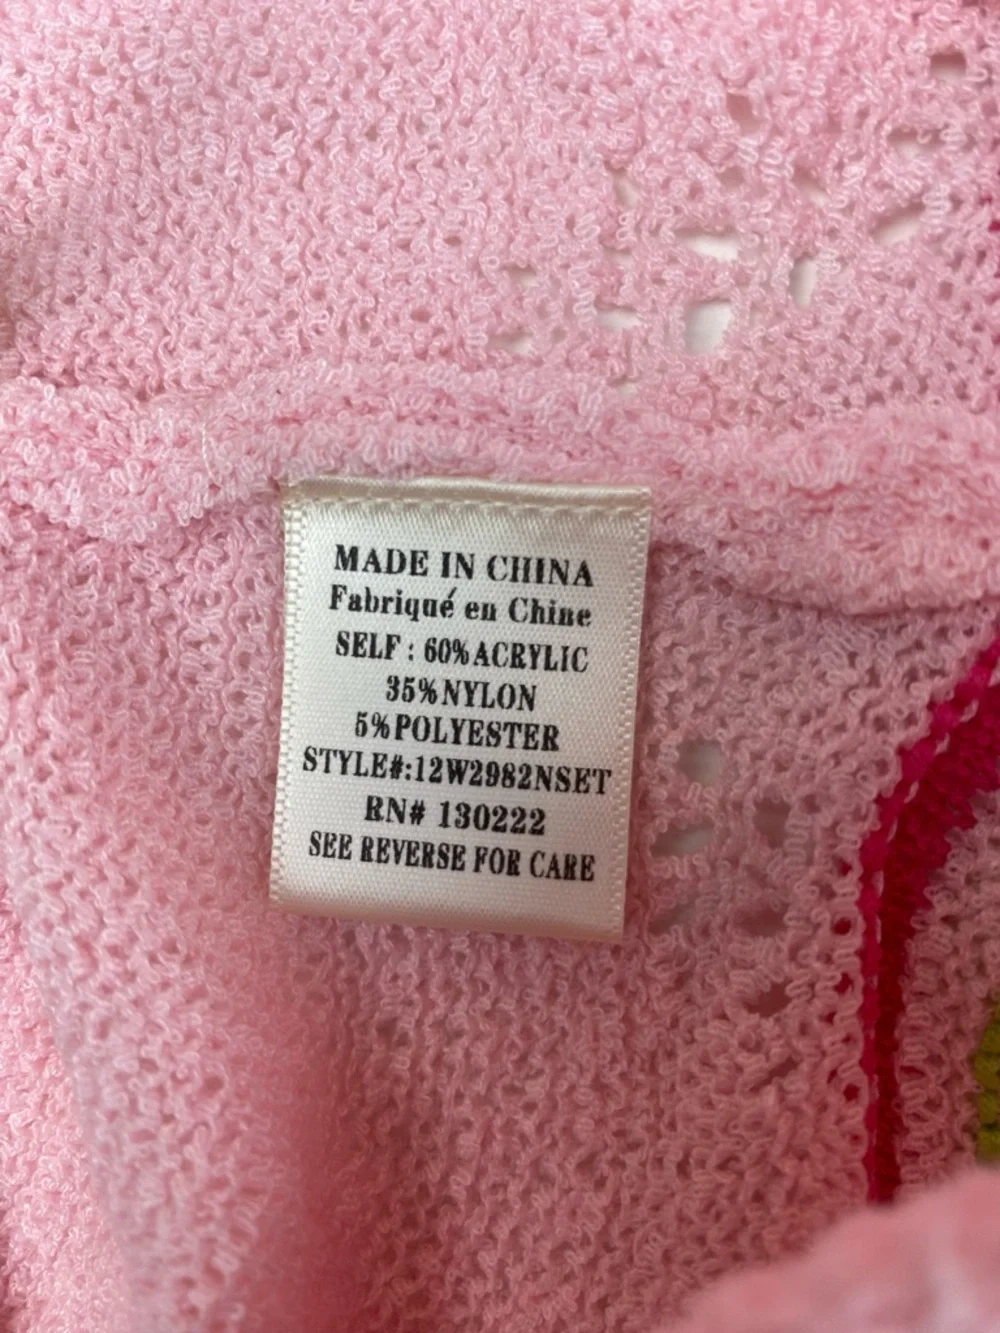 MADE IN CHINA
Fabriqué en Chine
SELF : 60% ACRYLIC
35% NYLON
5% POLYESTER
STYLE#:12W2982NSET
RN# 130222
SEE REVERSE FOR CARE